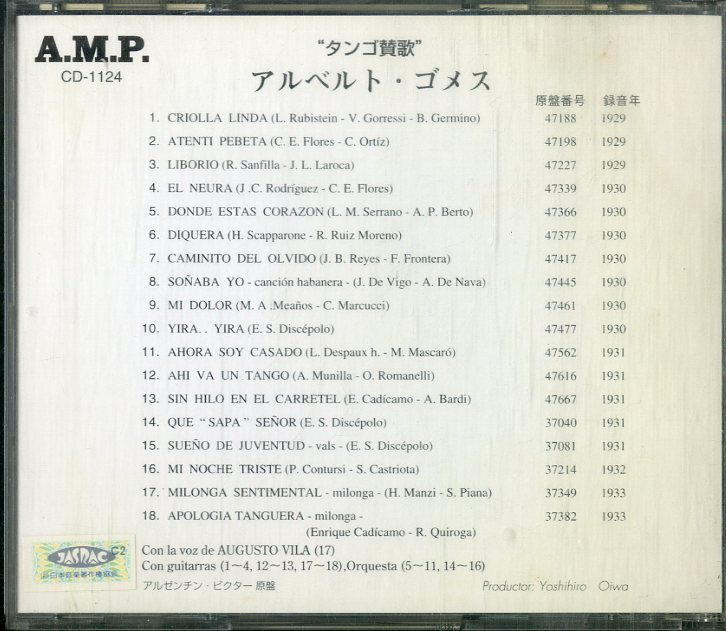 A.M.P.
CD-1124
“タンゴ賛歌”
アルベルト・ゴメス
原盤番号 録音年
1. CRIOLLA LINDA (L. Rubistein - V. Gorressi - B. Germino) 47188 1929
2. ATENTI PEBETA (C. E. Flores - C. Ortíz) 47198 1929
3. LIBORIO (R. Sanfilla - J. L. Laroca) 47227 1929
4. EL NEURA (J .C. Rodríguez - C. E. Flores) 47339 1930
5. DONDE ESTAS CORAZON (L. M. Serrano - A. P. Berto) 47366 1930
6. DIQUERA (H. Scapparone - R. Ruiz Moreno) 47377 1930
7. CAMINITO DEL OLVIDO (J. B. Reyes - F. Frontera) 47417 1930
8. SOÑABA YO - canción habanera - (J. De Vigo - A. De Nava) 47445 1930
9. MI DOLOR (M. A .Meaños - C. Marcucci) 47461 1930
10. YIRA. . YIRA (E. S. Discépolo) 47477 1930
11. AHORA SOY CASADO (L. Despaux h. - M. Mascaró) 47562 1931
12. AHI VA UN TANGO (A. Munilla - O. Romanelli) 47616 1931
13. SIN HILO EN EL CARRETEL (E. Cadícamo - A. Bardi) 47667 1931
14. QUE “SAPA” SEÑOR (E. S. Discépolo) 37040 1931
15. SUEÑO DE JUVENTUD - vals - (E. S. Discépolo) 37081 1931
16. MI NOCHE TRISTE (P. Contursi - S. Castriota) 37214 1932
17. MILONGA SENTIMENTAL - milonga - (H. Manzi - S. Piana) 37349 1933
18. APOLOGIA TANGUERA - milonga - 37382 1933
(Enrique Cadícamo - R. Quiroga)
JASRAC C2
Con la voz de AUGUSTO VILA (17)
Con guitarras (1〜4, 12〜13, 17〜18),Orquesta (5〜11, 14〜16)
アルゼンチン・ビクター 原盤
Productor: Yoshihiro Oiwa